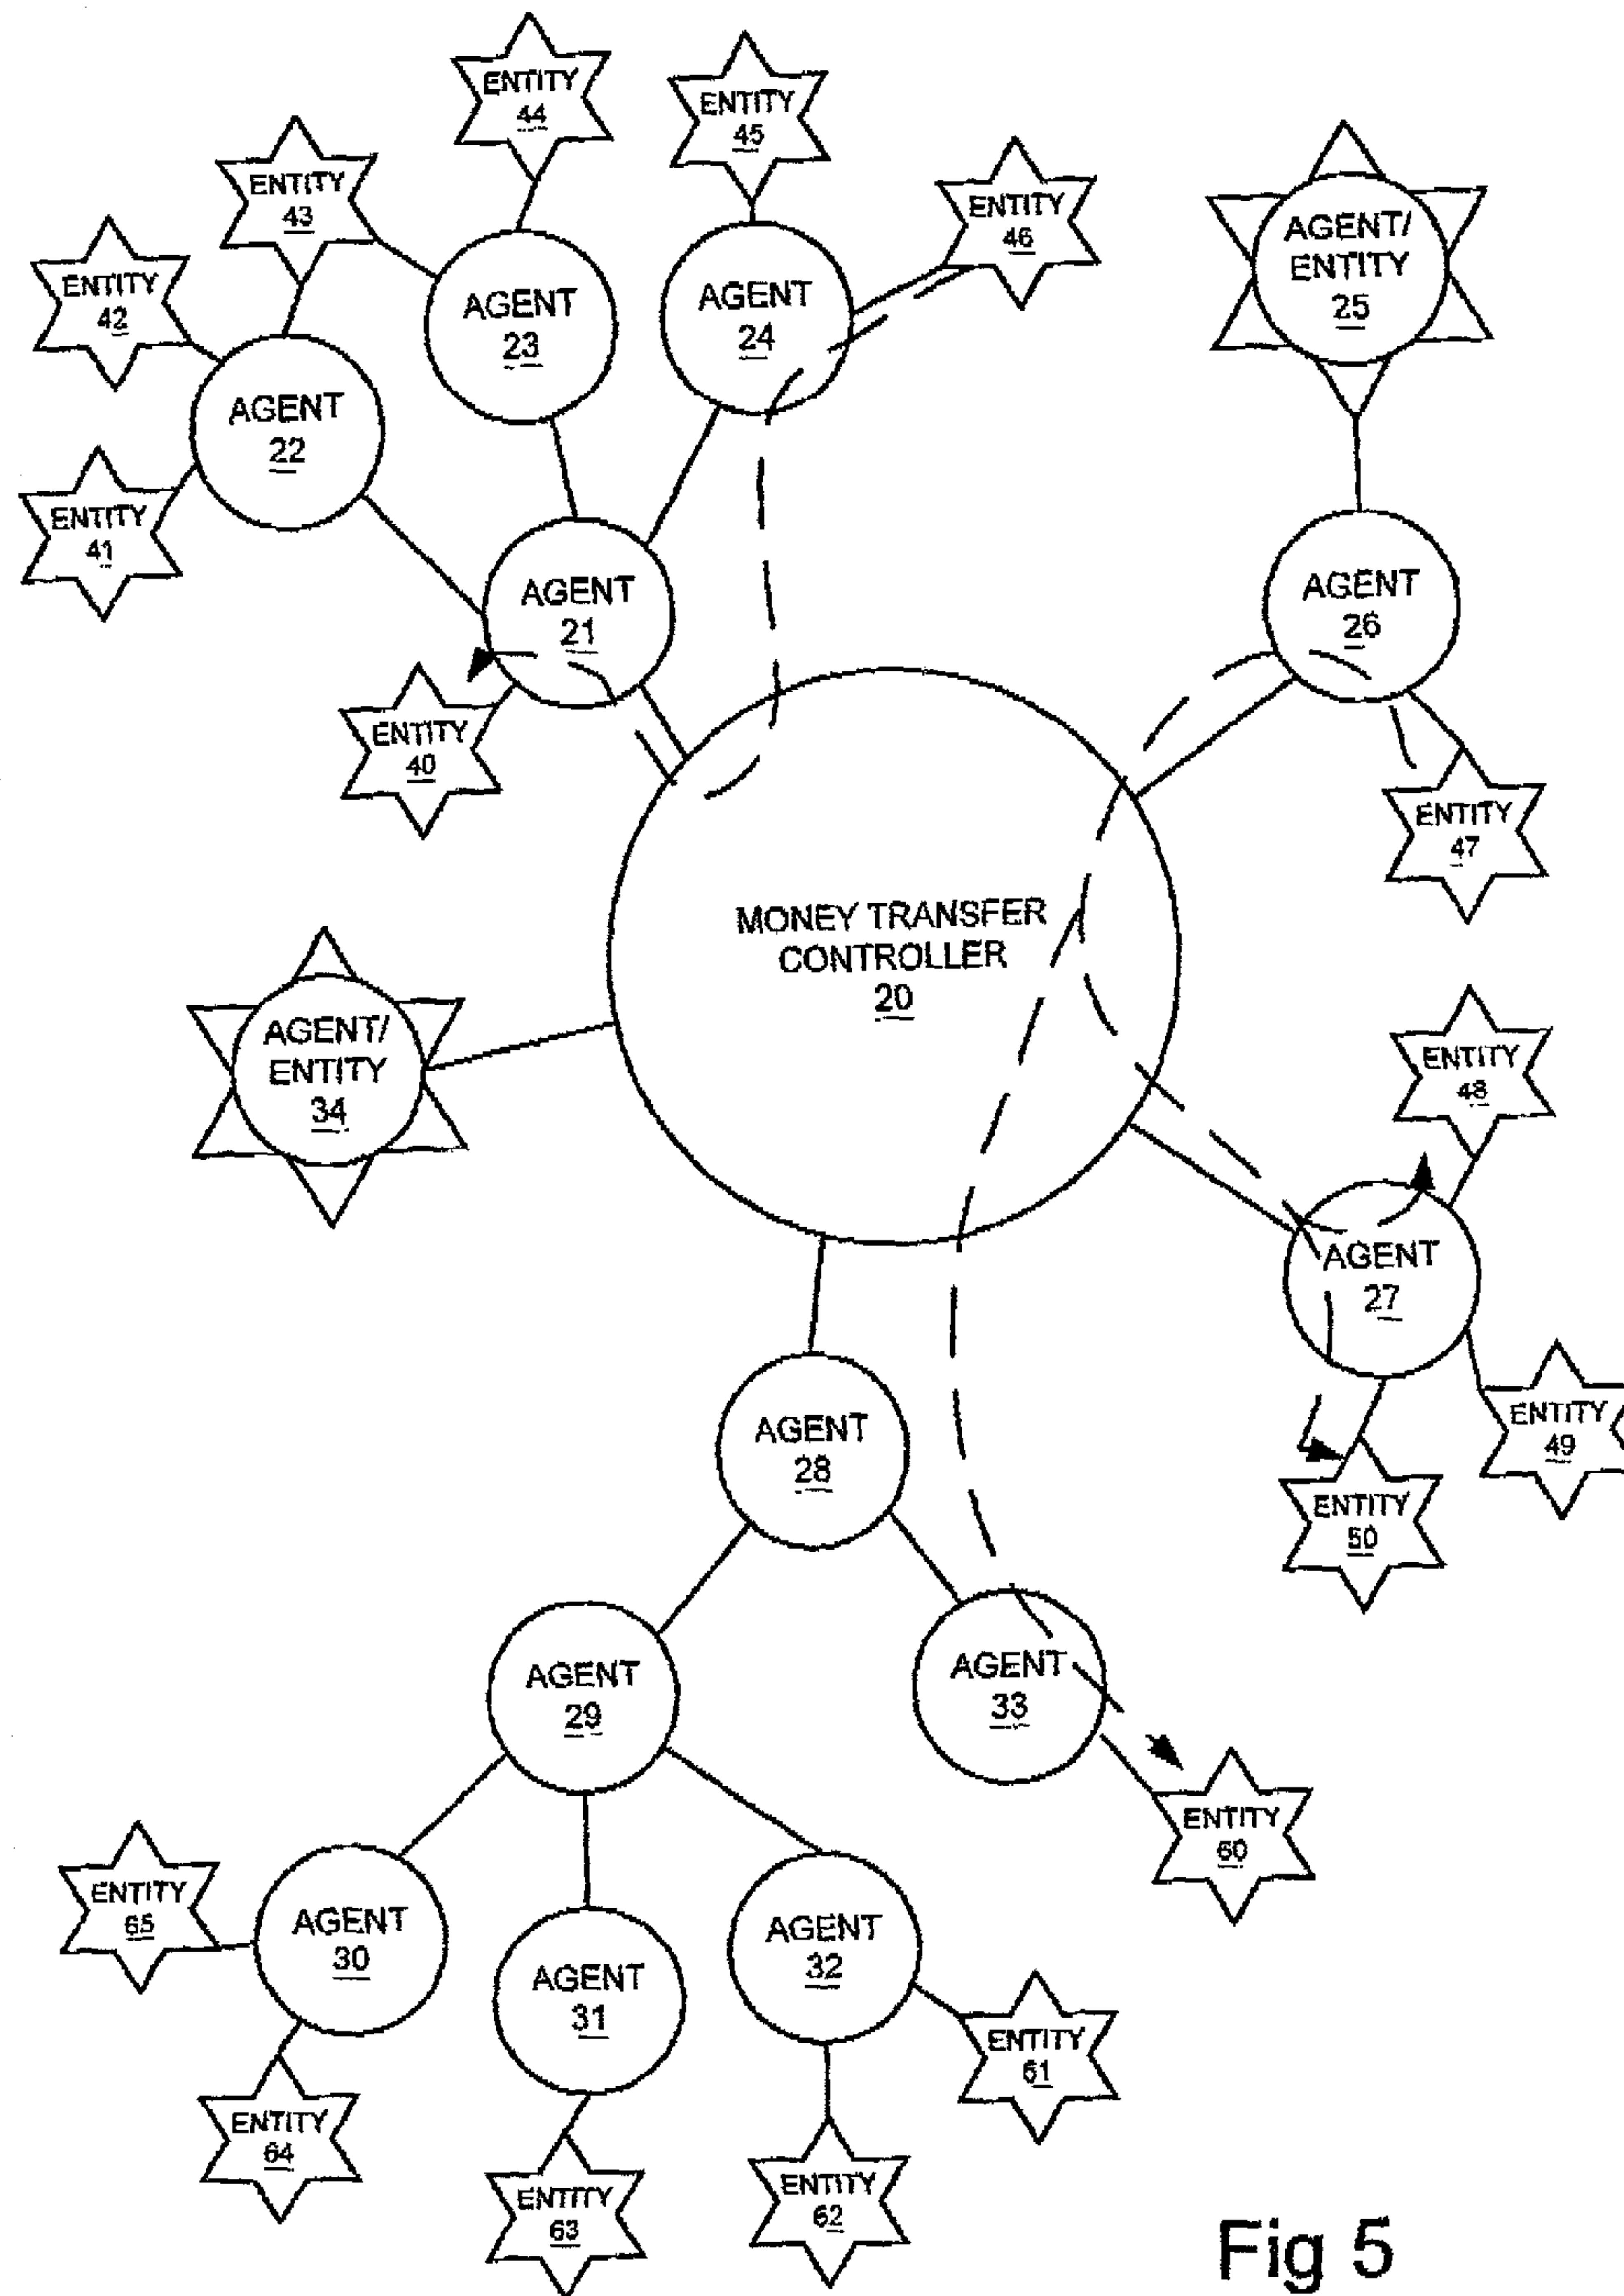 ENTITY
44
ENTITY
45
ENTITY
43
ENTITY
46
AGENT/
ENTITY
25
ENTITY
42
AGENT
23
AGENT
24
AGENT
22
ENTITY
41
AGENT
21
AGENT
26
ENTITY
40
ENTITY
47
MONEY TRANSFER
CONTROLLER
20
AGENT/
ENTITY
34
ENTITY
48
AGENT
27
ENTITY
49
AGENT
28
ENTITY
50
AGENT
29
AGENT
33
ENTITY
60
ENTITY
65
AGENT
30
AGENT
31
AGENT
32
ENTITY
61
ENTITY
64
ENTITY
63
ENTITY
62
Fig 5